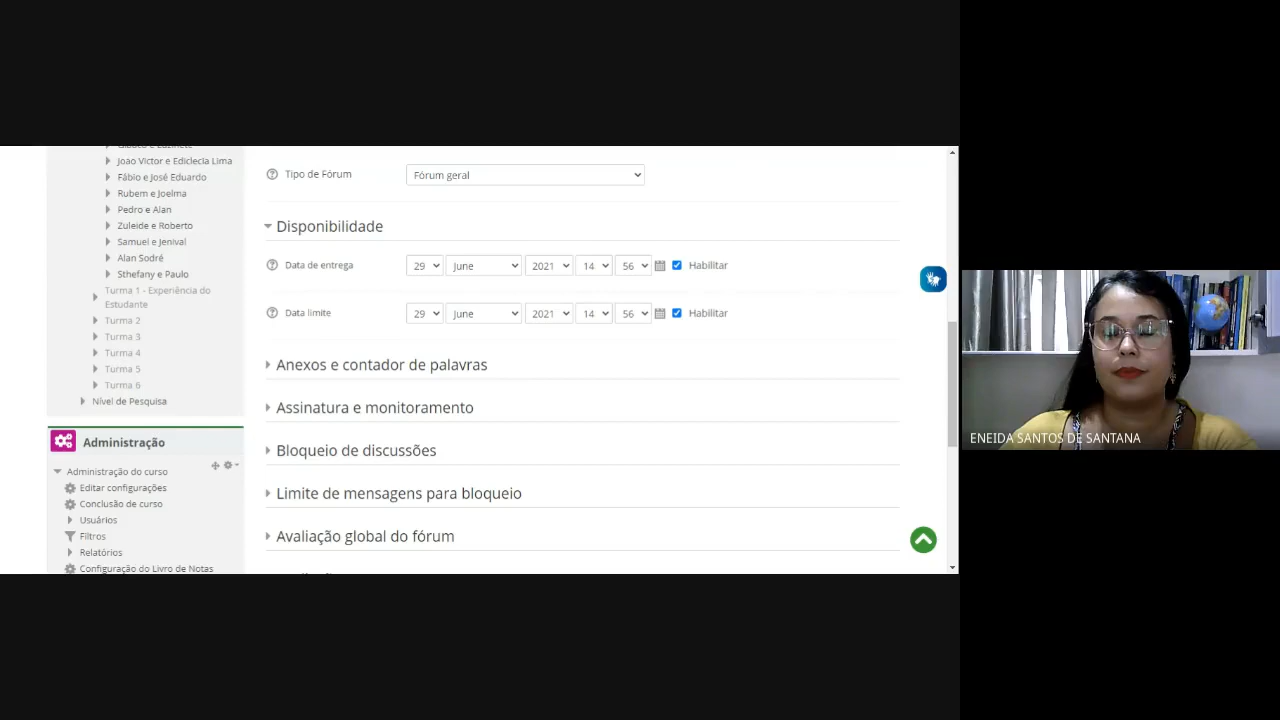 Joao Victor e Ediclecia Lima
Fábio e José Eduardo
Rubem e Joelma
Pedro e Alan
Zuleide e Roberto
Samuel e Jenival
Alan Sodré
Sthefany e Paulo
Turma 1 - Experiência do
Estudante
Turma 2
Turma 3
Turma 4
Turma 5
Turma 6
Nível de Pesquisa
Administração
Administração do curso
Editar configurações
Conclusão de curso
Usuários
Filtros
Relatórios
Configuração do Livro de Notas
Tipo de Fórum Fórum geral
Disponibilidade
Data de entrega 29 June 2021 14 56 Habilitar
Data limite 29 June 2021 14 56 Habilitar
Anexos e contador de palavras
Assinatura e monitoramento
Bloqueio de discussões
Limite de mensagens para bloqueio
Avaliação global do fórum
ENEIDA SANTOS DE SANTANA